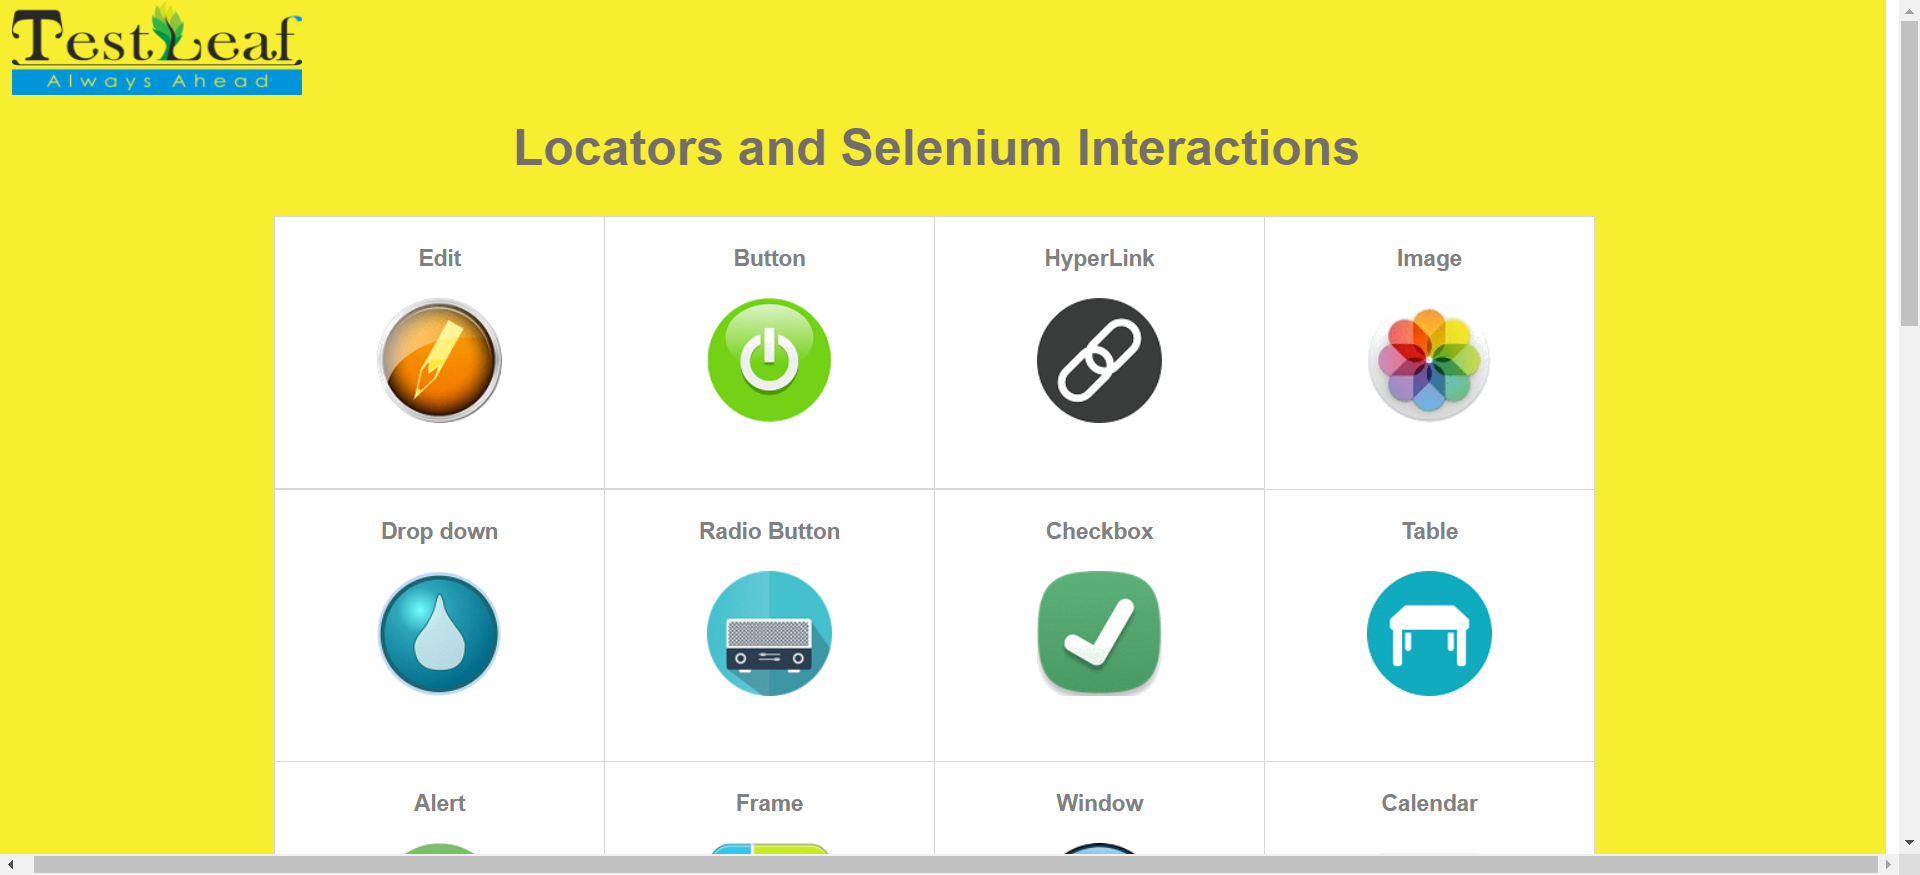 TestLeaf
Always Ahead
Locators and Selenium Interactions
Edit
Button
HyperLink
Image
Drop down
Radio Button
Checkbox
Table
Alert
Frame
Window
Calendar